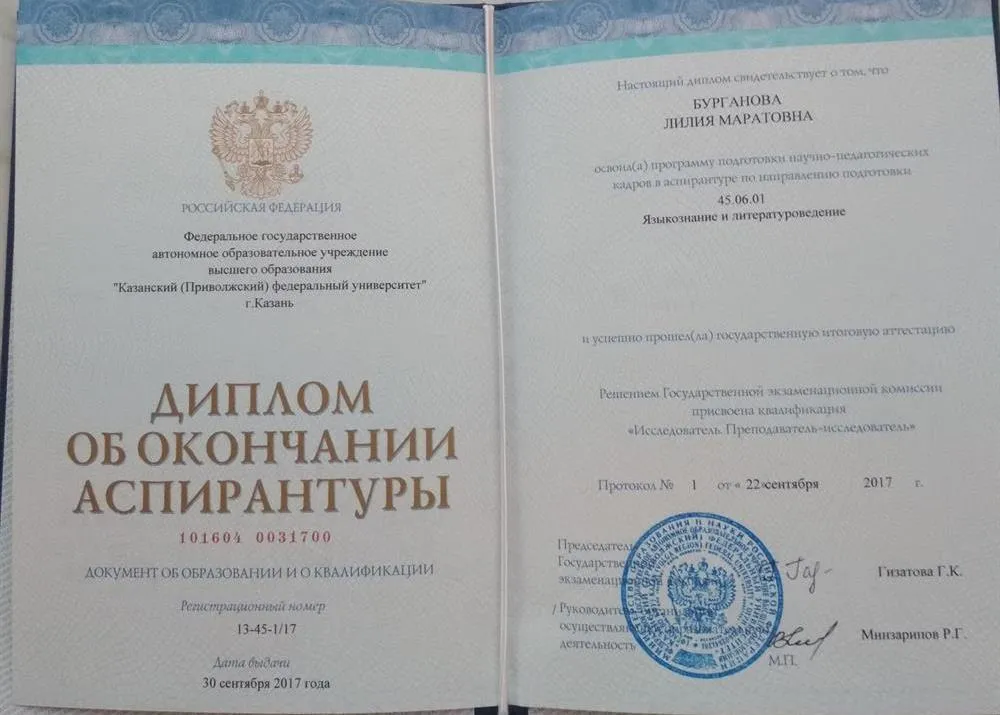 РОССИЙСКАЯ ФЕДЕРАЦИЯ
Федеральное государственное
автономное образовательное учреждение
высшего образования
"Казанский (Приволжский) федеральный университет"
г.Казань
ДИПЛОМ
ОБ ОКОНЧАНИИ
АСПИРАНТУРЫ
101604 0031700
ДОКУМЕНТ ОБ ОБРАЗОВАНИИ И О КВАЛИФИКАЦИИ
Регистрационный номер
13-45-1/17
Дата выдачи
30 сентября 2017 года
Настоящий диплом свидетельствует о том, что
БУРГАНОВА
ЛИЛИЯ МАРАТОВНА
освоил(а) программу подготовки научно-педагогических
кадров в аспирантуре по направлению подготовки
45.06.01
Языкознание и литературоведение
и успешно прошел(ла) государственную итоговую аттестацию
Решением Государственной экзаменационной комиссии
присвоена квалификация
«Исследователь. Преподаватель-исследователь»
Протокол № 1 от « 22 »сентября 2017 г.
Председатель
Государственной
экзаменационной
Гизатова Г.К.
/ Руководитель
осуществляющей
деятельность
Минзарипов Р.Г.
М.П.